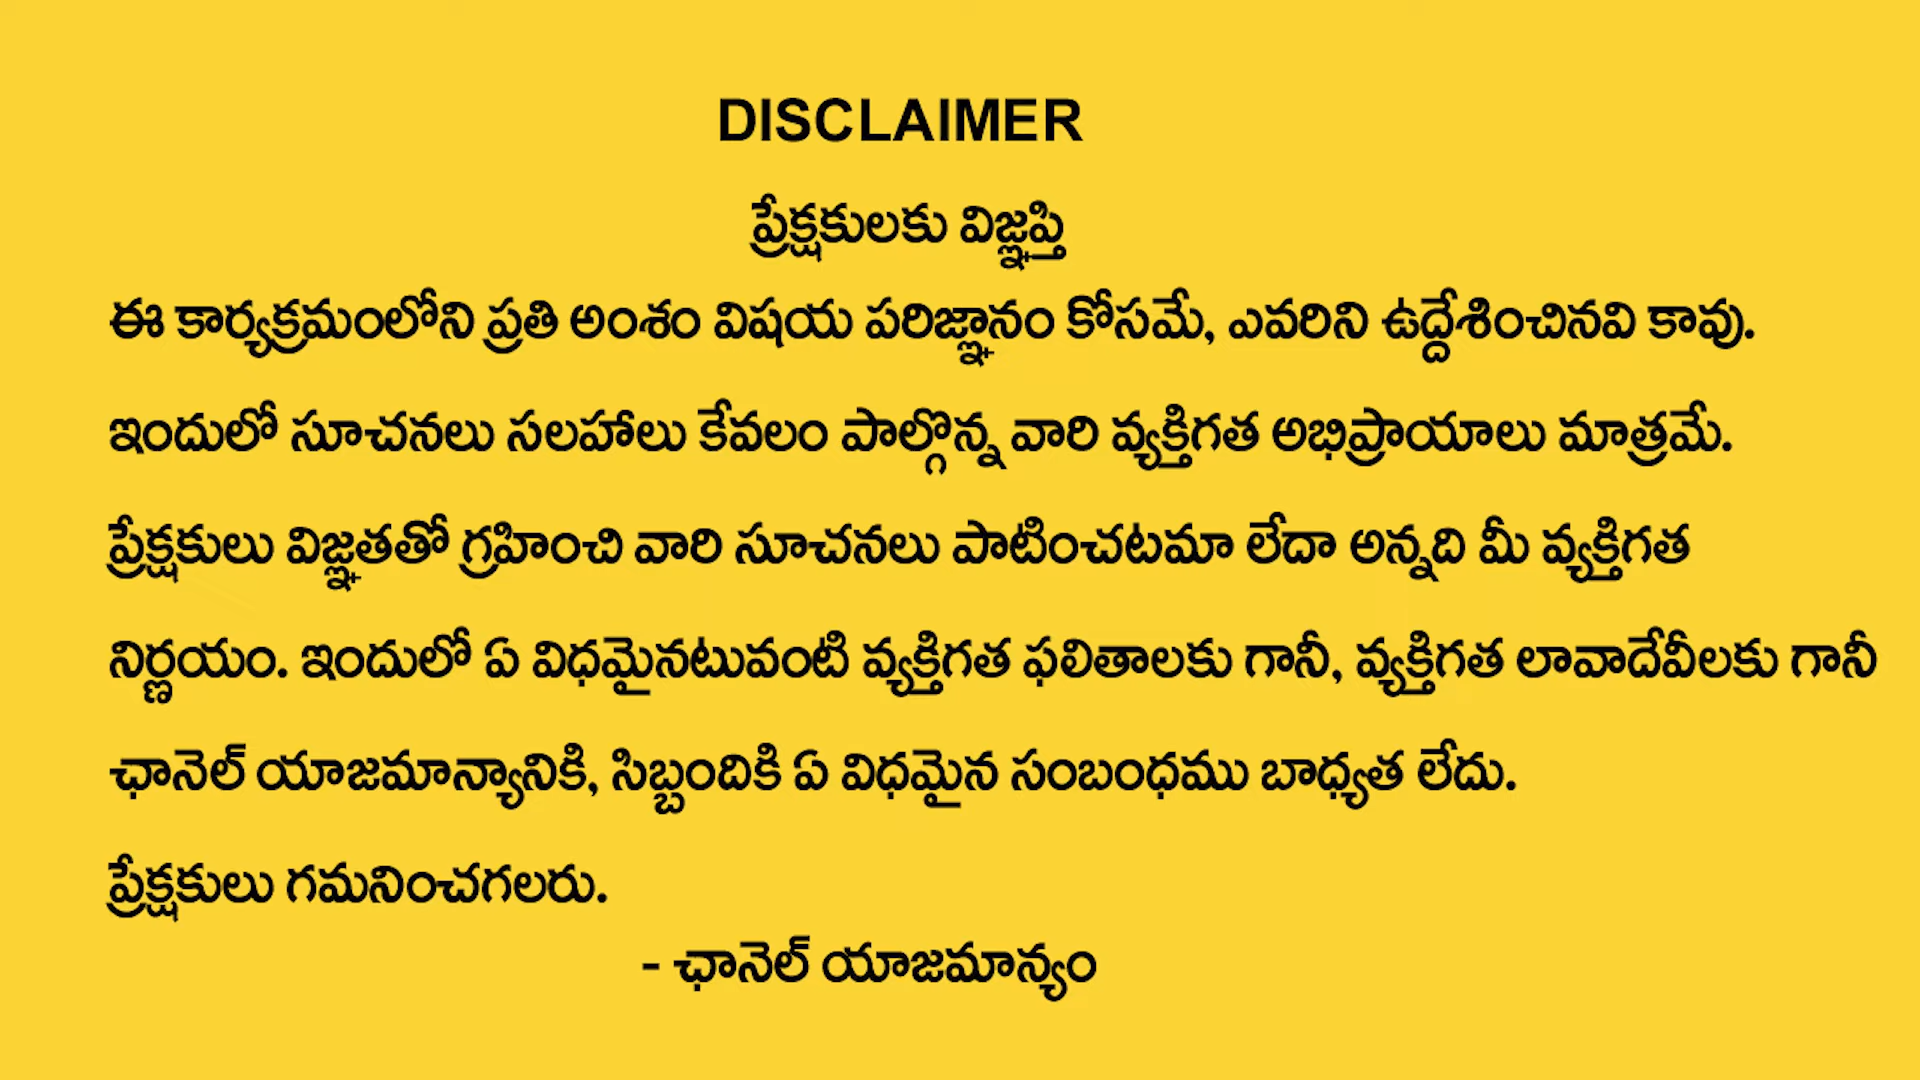 DISCLAIMER
ప్రేక్షకులకు విజ్ఞప్తి
ఈ కార్యక్రమంలోని ప్రతి అంశం విషయ పరిజ్ఞానం కోసమే, ఎవరిని ఉద్దేశించినవి కావు.
ఇందులో సూచనలు సలహాలు కేవలం పాల్గొన్న వారి వ్యక్తిగత అభిప్రాయాలు మాత్రమే.
ప్రేక్షకులు విజ్ఞతతో గ్రహించి వారి సూచనలు పాటించటమా లేదా అన్నది మీ వ్యక్తిగత
నిర్ణయం. ఇందులో ఏ విధమైనటువంటి వ్యక్తిగత ఫలితాలకు గానీ, వ్యక్తిగత లావాదేవీలకు గానీ
ఛానెల్ యాజమాన్యానికి, సిబ్బందికి ఏ విధమైన సంబంధము బాధ్యత లేదు.
ప్రేక్షకులు గమనించగలరు.
- ఛానెల్ యాజమాన్యం